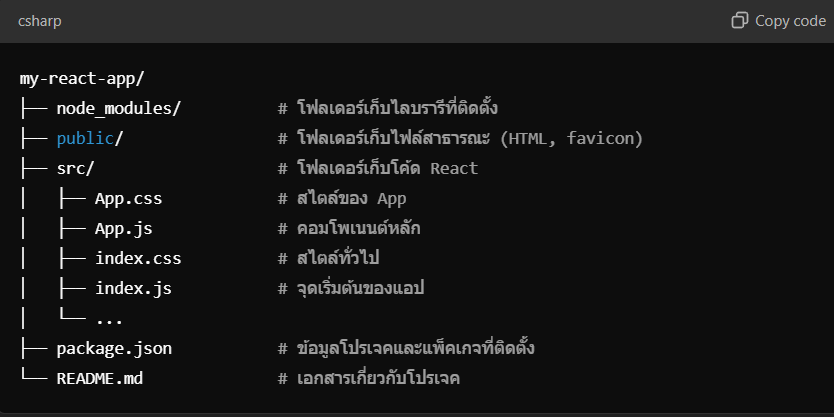 csharp Copy code
my-react-app/
├── node_modules/ # โฟลเดอร์เก็บไลบรารีที่ติดตั้ง
├── public/ # โฟลเดอร์เก็บไฟล์สาธารณะ (HTML, favicon)
├── src/ # โฟลเดอร์เก็บโค้ด React
│   ├── App.css # สไตล์ของ App
│   ├── App.js # คอมโพเนนต์หลัก
│   ├── index.css # สไตล์ทั่วไป
│   ├── index.js # จุดเริ่มต้นของแอป
│   └── ...
├── package.json # ข้อมูลโปรเจคและแพ็คเกจที่ติดตั้ง
└── README.md # เอกสารเกี่ยวกับโปรเจค